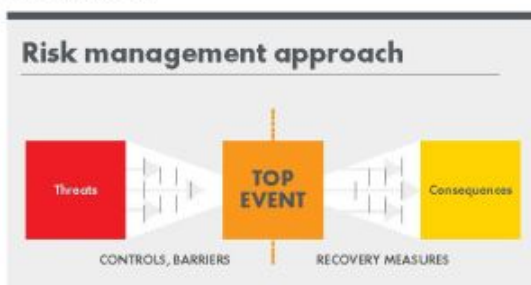 Risk management approach
Threats
TOP
EVENT
Consequences
CONTROLS, BARRIERS
RECOVERY MEASURES